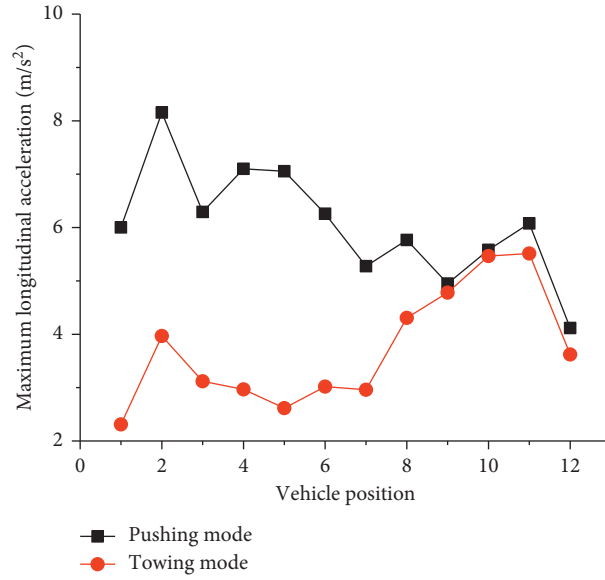 Maximum longitudinal acceleration (m/s²)
10
8
6
4
2
0 2 4 6 8 10 12
Vehicle position
Pushing mode
Towing mode